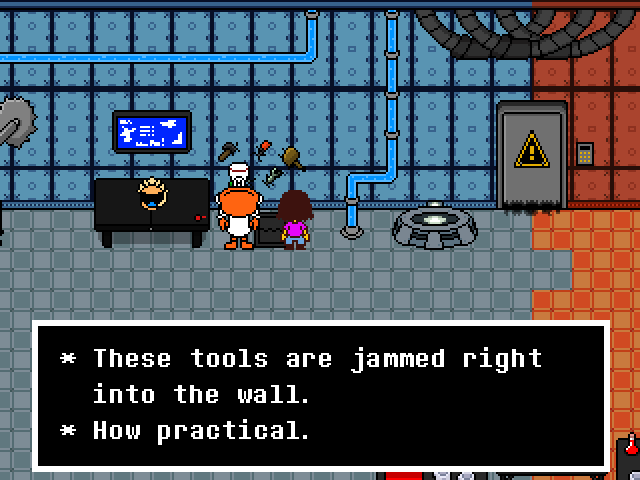 * These tools are jammed right
into the wall.
* How practical.